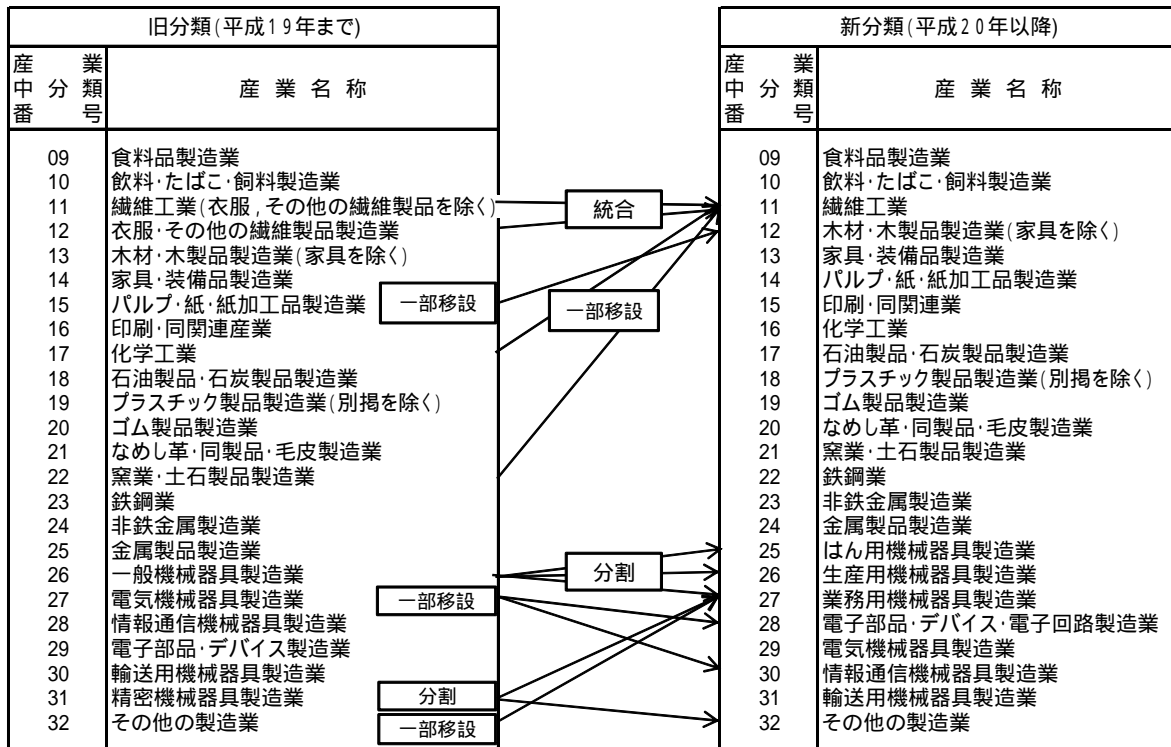 旧分類(平成19年まで)
産業
中分類
番号
産業名称
09 食料品製造業
10 飲料・たばこ・飼料製造業
11 繊維工業(衣服,その他の繊維製品を除く)
12 衣服・その他の繊維製品製造業
13 木材・木製品製造業(家具を除く)
14 家具・装備品製造業
15 パルプ・紙・紙加工品製造業
16 印刷・同関連産業
17 化学工業
18 石油製品・石炭製品製造業
19 プラスチック製品製造業(別掲を除く)
20 ゴム製品製造業
21 なめし革・同製品・毛皮製造業
22 窯業・土石製品製造業
23 鉄鋼業
24 非鉄金属製造業
25 金属製品製造業
26 一般機械器具製造業
27 電気機械器具製造業
28 情報通信機械器具製造業
29 電子部品・デバイス製造業
30 輸送用機械器具製造業
31 精密機械器具製造業
32 その他の製造業
統合
一部移設
一部移設
分割
一部移設
分割
一部移設
新分類(平成20年以降)
産業
中分類
番号
産業名称
09 食料品製造業
10 飲料・たばこ・飼料製造業
11 繊維工業
12 木材・木製品製造業(家具を除く)
13 家具・装備品製造業
14 パルプ・紙・紙加工品製造業
15 印刷・同関連業
16 化学工業
17 石油製品・石炭製品製造業
18 プラスチック製品製造業(別掲を除く)
19 ゴム製品製造業
20 なめし革・同製品・毛皮製造業
21 窯業・土石製品製造業
22 鉄鋼業
23 非鉄金属製造業
24 金属製品製造業
25 はん用機械器具製造業
26 生産用機械器具製造業
27 業務用機械器具製造業
28 電子部品・デバイス・電子回路製造業
29 電気機械器具製造業
30 情報通信機械器具製造業
31 輸送用機械器具製造業
32 その他の製造業